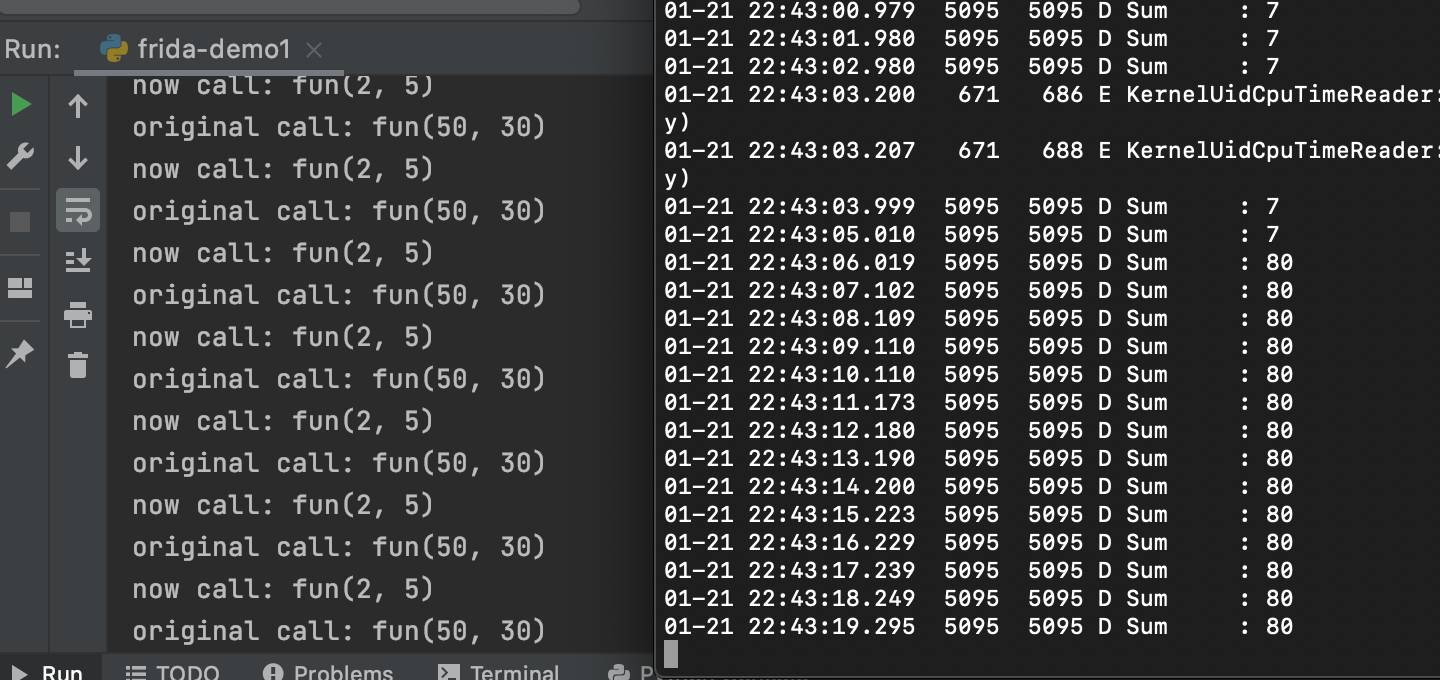 Run:
frida-demo1
now call: fun(2, 5)
original call: fun(50, 30)
now call: fun(2, 5)
original call: fun(50, 30)
now call: fun(2, 5)
original call: fun(50, 30)
now call: fun(2, 5)
original call: fun(50, 30)
now call: fun(2, 5)
original call: fun(50, 30)
now call: fun(2, 5)
original call: fun(50, 30)
now call: fun(2, 5)
original call: fun(50, 30)
Run
TODO
Problems
Terminal
01-21 22:43:00.979 5095 5095 D Sum : 7
01-21 22:43:01.980 5095 5095 D Sum : 7
01-21 22:43:02.980 5095 5095 D Sum : 7
01-21 22:43:03.200 671 686 E KernelUidCpuTimeReader:
y)
01-21 22:43:03.207 671 688 E KernelUidCpuTimeReader:
y)
01-21 22:43:03.999 5095 5095 D Sum : 7
01-21 22:43:05.010 5095 5095 D Sum : 7
01-21 22:43:06.019 5095 5095 D Sum : 80
01-21 22:43:07.102 5095 5095 D Sum : 80
01-21 22:43:08.109 5095 5095 D Sum : 80
01-21 22:43:09.110 5095 5095 D Sum : 80
01-21 22:43:10.110 5095 5095 D Sum : 80
01-21 22:43:11.173 5095 5095 D Sum : 80
01-21 22:43:12.180 5095 5095 D Sum : 80
01-21 22:43:13.190 5095 5095 D Sum : 80
01-21 22:43:14.200 5095 5095 D Sum : 80
01-21 22:43:15.223 5095 5095 D Sum : 80
01-21 22:43:16.229 5095 5095 D Sum : 80
01-21 22:43:17.239 5095 5095 D Sum : 80
01-21 22:43:18.249 5095 5095 D Sum : 80
01-21 22:43:19.295 5095 5095 D Sum : 80